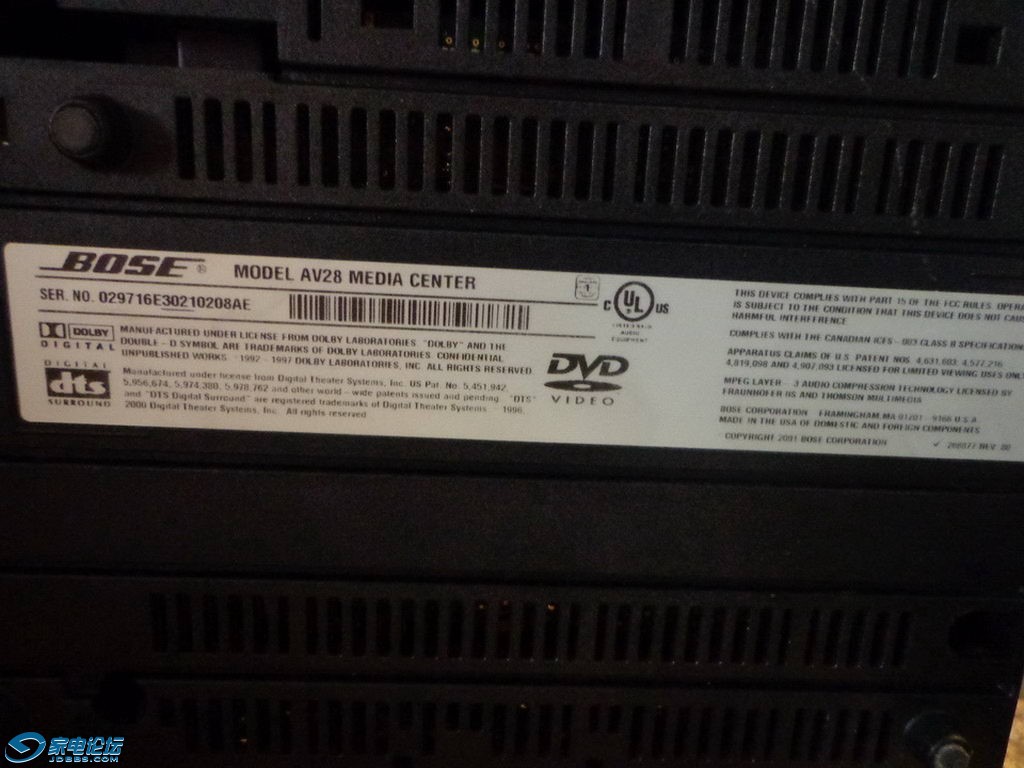 BOSE ® MODEL AV28 MEDIA CENTER
SER. NO. 029716E30210208AE
DOLBY
DIGITAL
MANUFACTURED UNDER LICENSE FROM DOLBY LABORATORIES "DOLBY" AND THE
DOUBLE - D SYMBOL ARE TRADEMARKS OF DOLBY LABORATORIES CONFIDENTIAL
UNPUBLISHED WORKS 1992 - 1997 DOLBY LABORATORIES, INC. ALL RIGHTS RESERVED
DIGITAL
dts
SURROUND
Manufactured under license from Digital Theater Systems, Inc. US Pat. No. 5,451,942,
5,956,674, 5,974,380, 5,978,762 and other world - wide patents issued and pending. "DTS"
and "DTS Digital Surround" are registered trademarks of Digital Theater Systems 1996,
2000 Digital Theater Systems, Inc. All rights reserved
1
C UL US
AUDIO
EQUIPMENT
DVD
VIDEO
THIS DEVICE COMPLIES WITH PART 15 OF THE FCC RULES. OPERA
IS SUBJECT TO THE CONDITION THAT THIS DEVICE DOES NOT CAUS
HARMFUL INTERFERENCE
COMPLIES WITH THE CANADIAN ICES - 003 CLASS B SPECIFICATION
APPARATUS CLAIMS OF U.S. PATENT NOS. 4,631,603, 4,577,216,
4,819,098 AND 4,907,093 LICENSED FOR LIMITED VIEWING USES ONL
MPEG LAYER - 3 AUDIO COMPRESSION TECHNOLOGY LICENSED BY
FRAUNHOFER IIS AND THOMSON MULTIMEDIA
BOSE CORPORATION FRAMINGHAM, MA 01701 - 9168 U.S.A
MADE IN THE USA OF DOMESTIC AND FOREIGN COMPONENTS
COPYRIGHT 2001 BOSE CORPORATION
REV. 00
家电论坛
JDBBS.COM